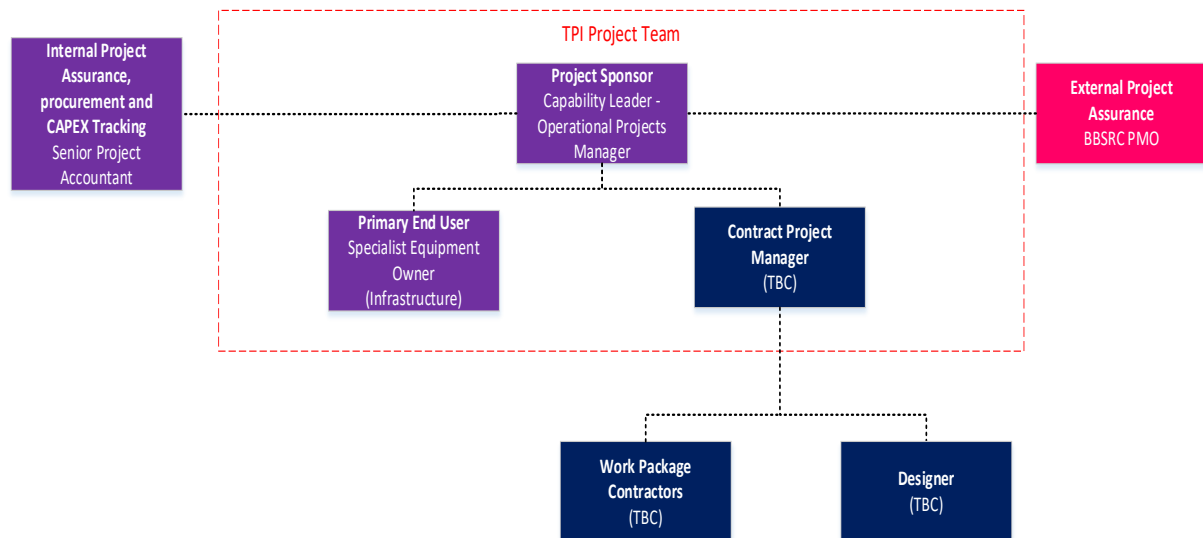 TPI Project Team
Internal Project
Assurance,
procurement and
CAPEX Tracking
Senior Project
Accountant
Project Sponsor
Capability Leader -
Operational Projects
Manager
External Project
Assurance
BBSRC PMO
Primary End User
Specialist Equipment
Owner
(Infrastructure)
Contract Project
Manager
(TBC)
Work Package
Contractors
(TBC)
Designer
(TBC)